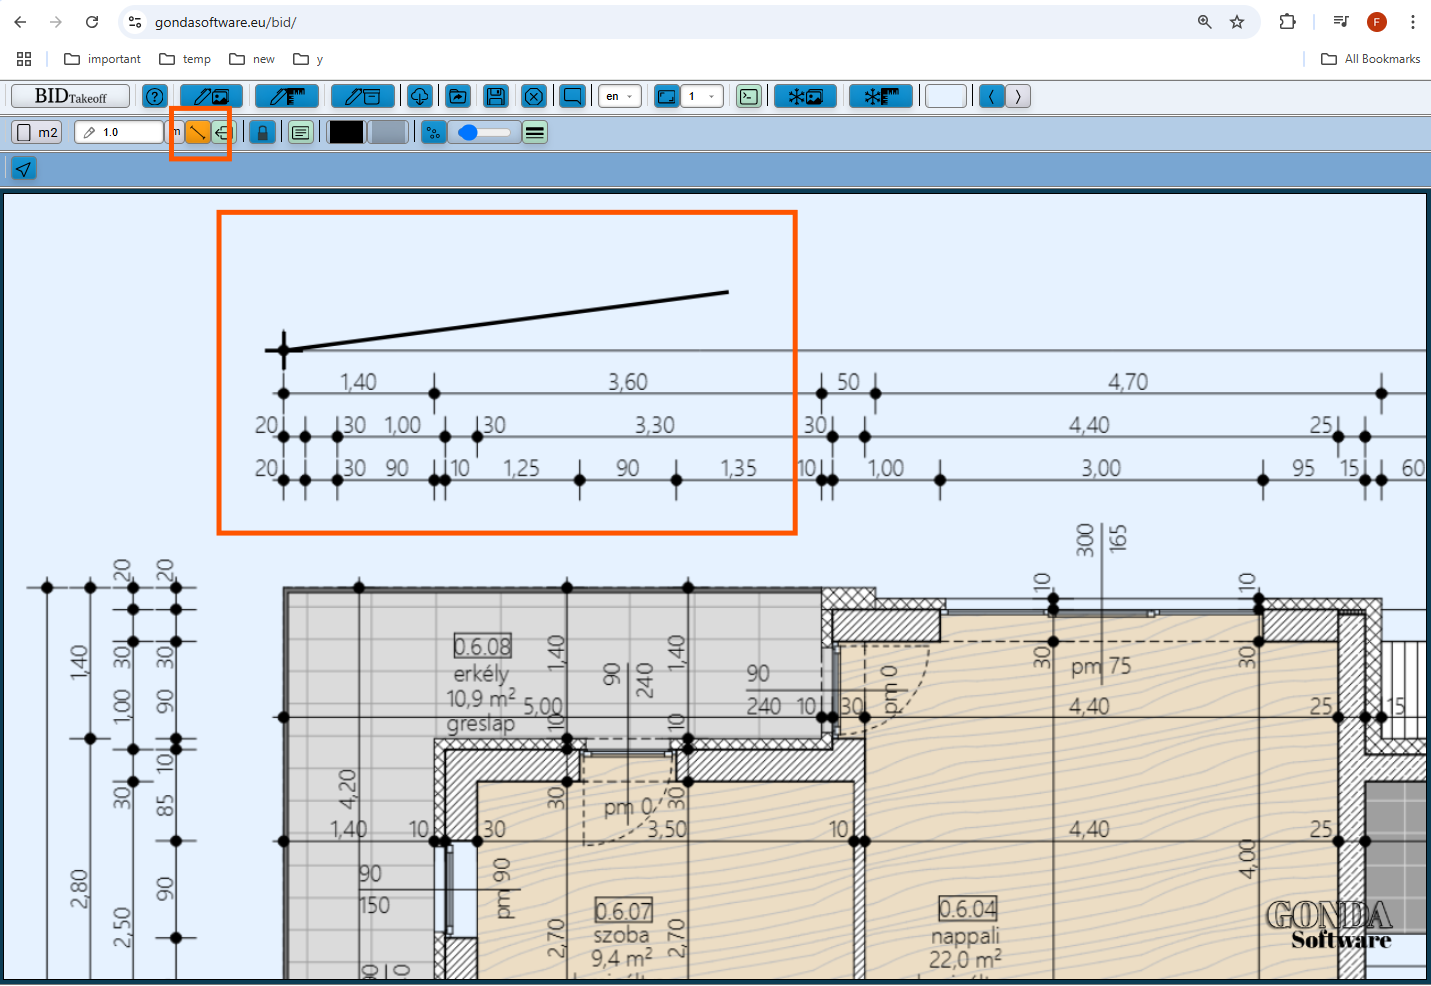 gondasoftware.eu/bid/
F
important temp new y All Bookmarks
BID Takeoff en 1
m2 1.0 m
1,40 3,60 50 4,70
20 30 1,00 30 3,30 30 4,40 25
20 30 90 10 1,25 90 1,35 10 1,00 3,00 95 15 60
300
165
20 20 10 10
1,40 30 30
0.6.08
erkély
10,9 m²
greslap
1,40 1,40
90
240
90
240
pm 0
30 pm 75 30
1,00 90
5,00 10 30 4,40 25 15
10 10
10
30 85
4,20
30 pm 0 30
1,40 10 30 3,50 10 4,40 25
4,00
2,80 90
90
150
pm 90
2,50
2,70 2,70
0.6.07
szoba
9,4 m²
0.6.04
nappali
22,0 m²
GONDA
Software